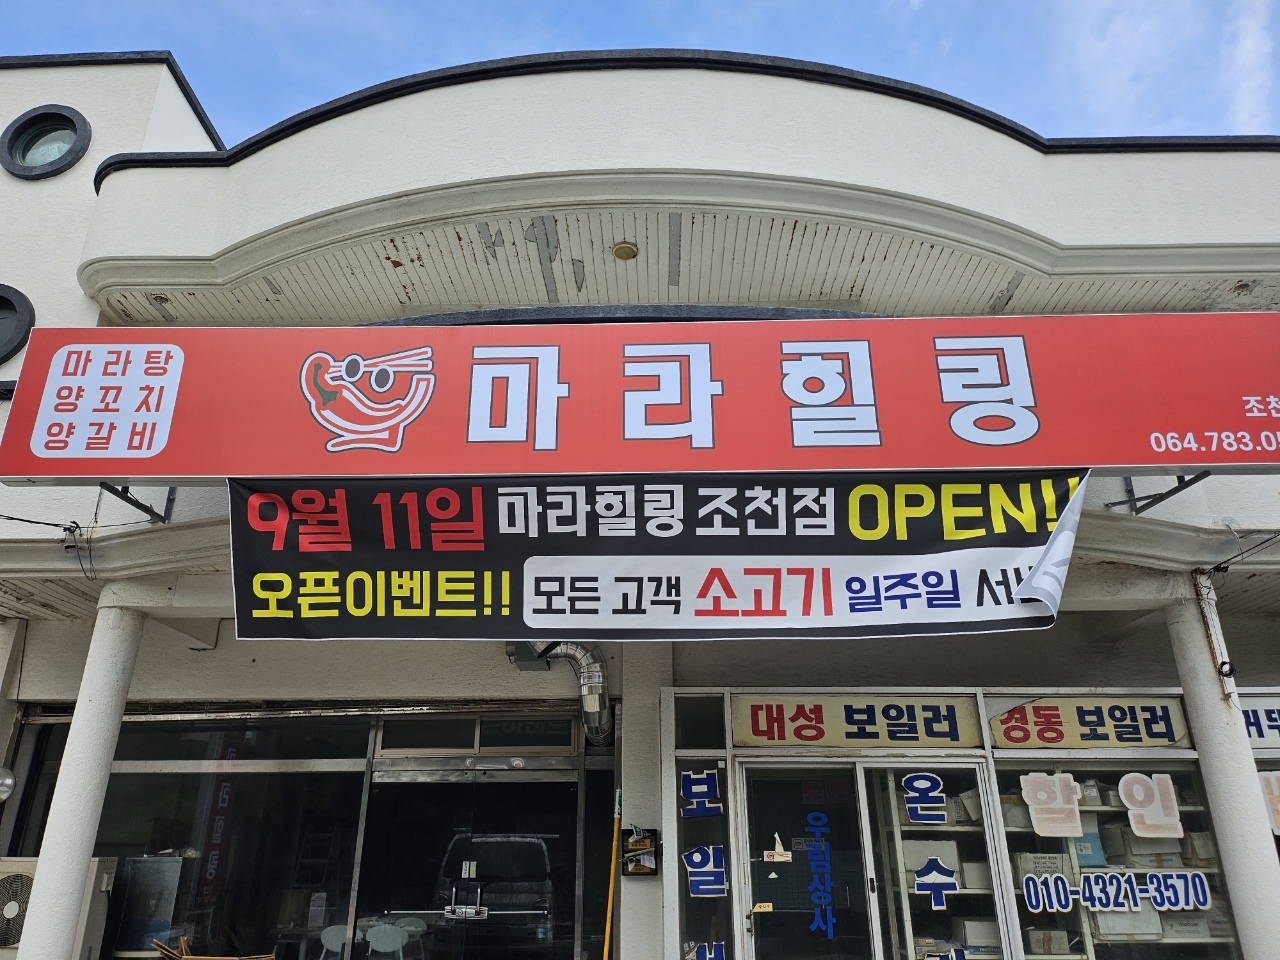 마라탕
양꼬치
양갈비
마라힐링
조천
064.783.0
9월 11일 마라힐링 조천점 OPEN!!
오픈이벤트!! 모든 고객 소고기 일주일 서
대성 보일러
경동 보일러
보일
온수
할인
우림상사
010-4321-3570